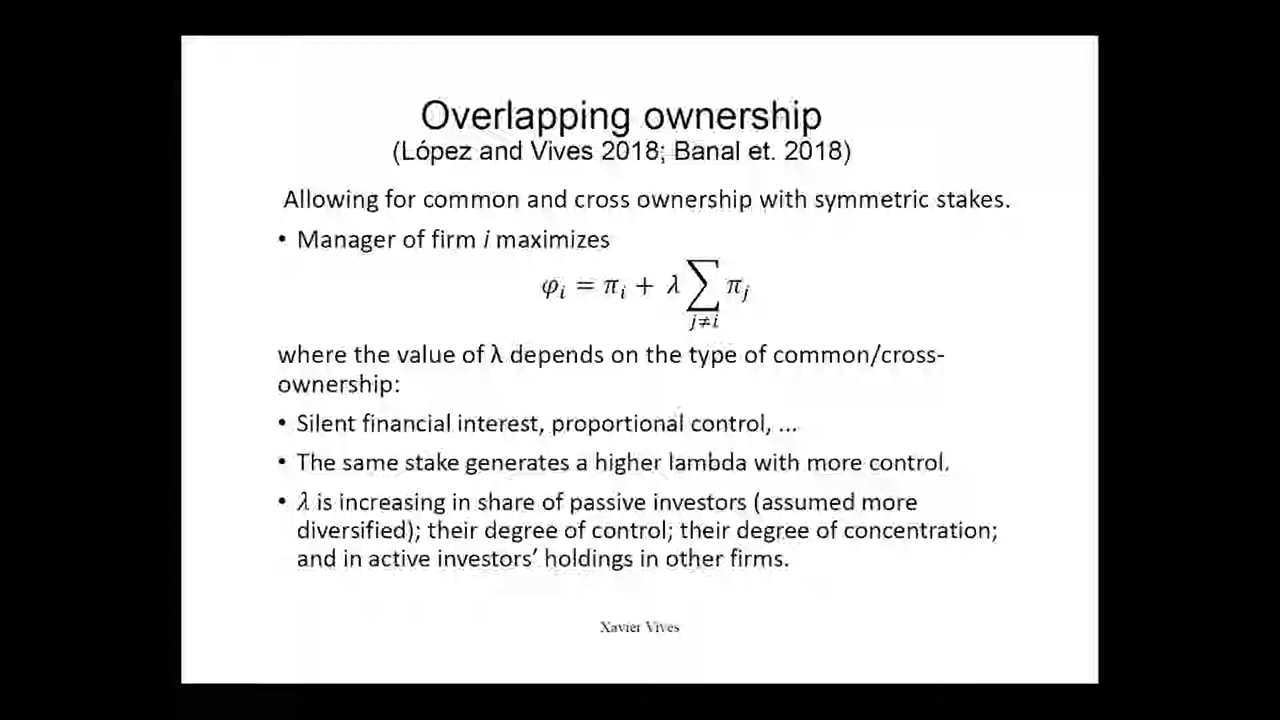 Overlapping ownership
(López and Vives 2018; Banal et. 2018)
Allowing for common and cross ownership with symmetric stakes.
• Manager of firm i maximizes
φᵢ = πᵢ + λ ∑ πⱼ
j≠i
where the value of λ depends on the type of common/cross-
ownership:
• Silent financial interest, proportional control, ...
• The same stake generates a higher lambda with more control.
• λ is increasing in share of passive investors (assumed more
diversified); their degree of control; their degree of concentration;
and in active investors’ holdings in other firms.
Xavier Vives